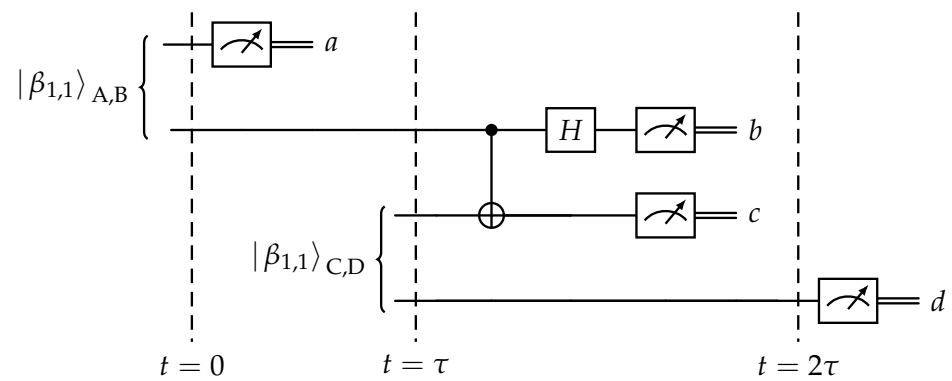 a
|β₁,₁⟩A,B
H b
c
|β₁,₁⟩C,D
d
t = 0 t = τ t = 2τ